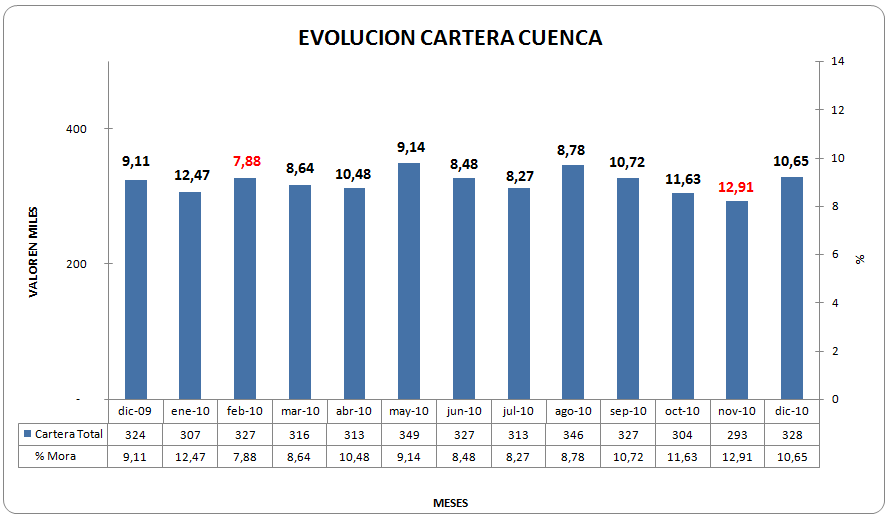 EVOLUCION CARTERA CUENCA
14
12
400
9,11 12,47 7,88 8,64 10,48 9,14 8,48 8,27 8,78 10,72 11,63 12,91 10,65
10
8
VALOR EN MILES
200
6
%
4
2
-
0
dic-09 ene-10 feb-10 mar-10 abr-10 may-10 jun-10 jul-10 ago-10 sep-10 oct-10 nov-10 dic-10
Cartera Total 324 307 327 316 313 349 327 313 346 327 304 293 328
% Mora 9,11 12,47 7,88 8,64 10,48 9,14 8,48 8,27 8,78 10,72 11,63 12,91 10,65
MESES